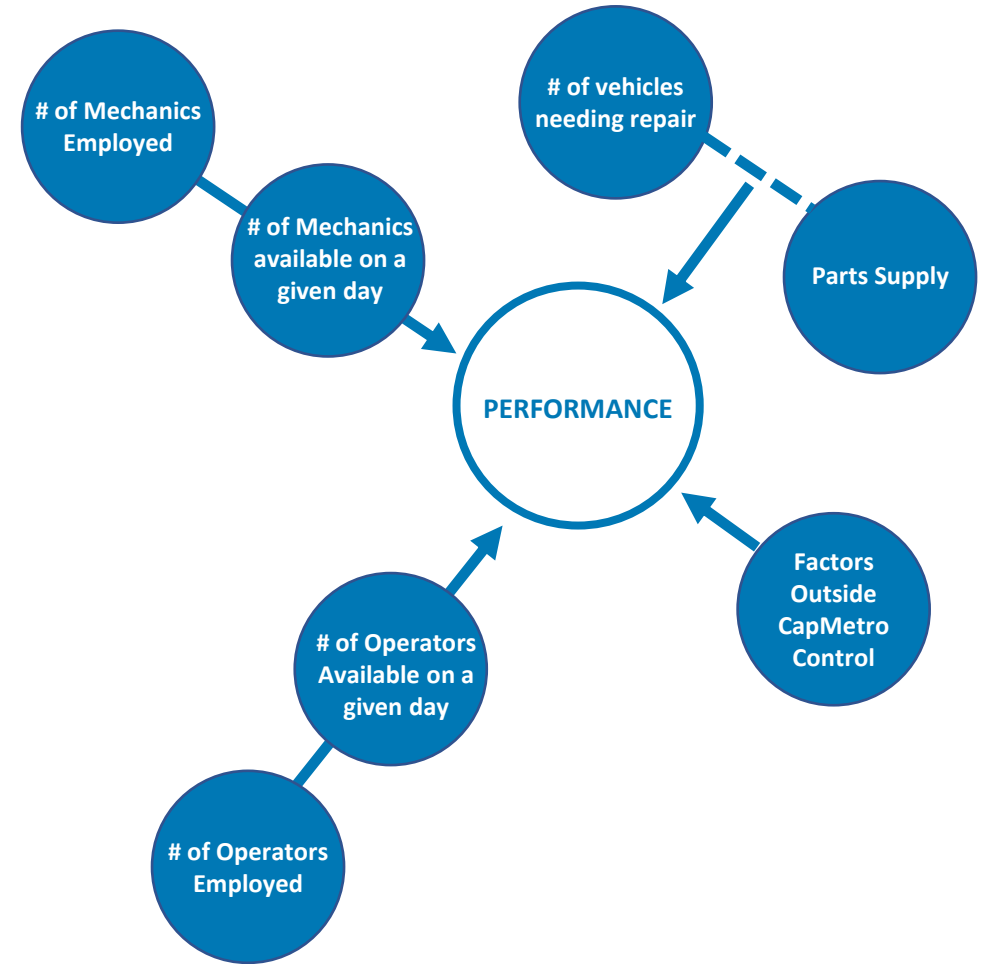 # of Mechanics
Employed
# of vehicles
needing repair
# of Mechanics
available on a
given day
Parts Supply
PERFORMANCE
Factors
Outside
CapMetro
Control
# of Operators
Available on a
given day
# of Operators
Employed